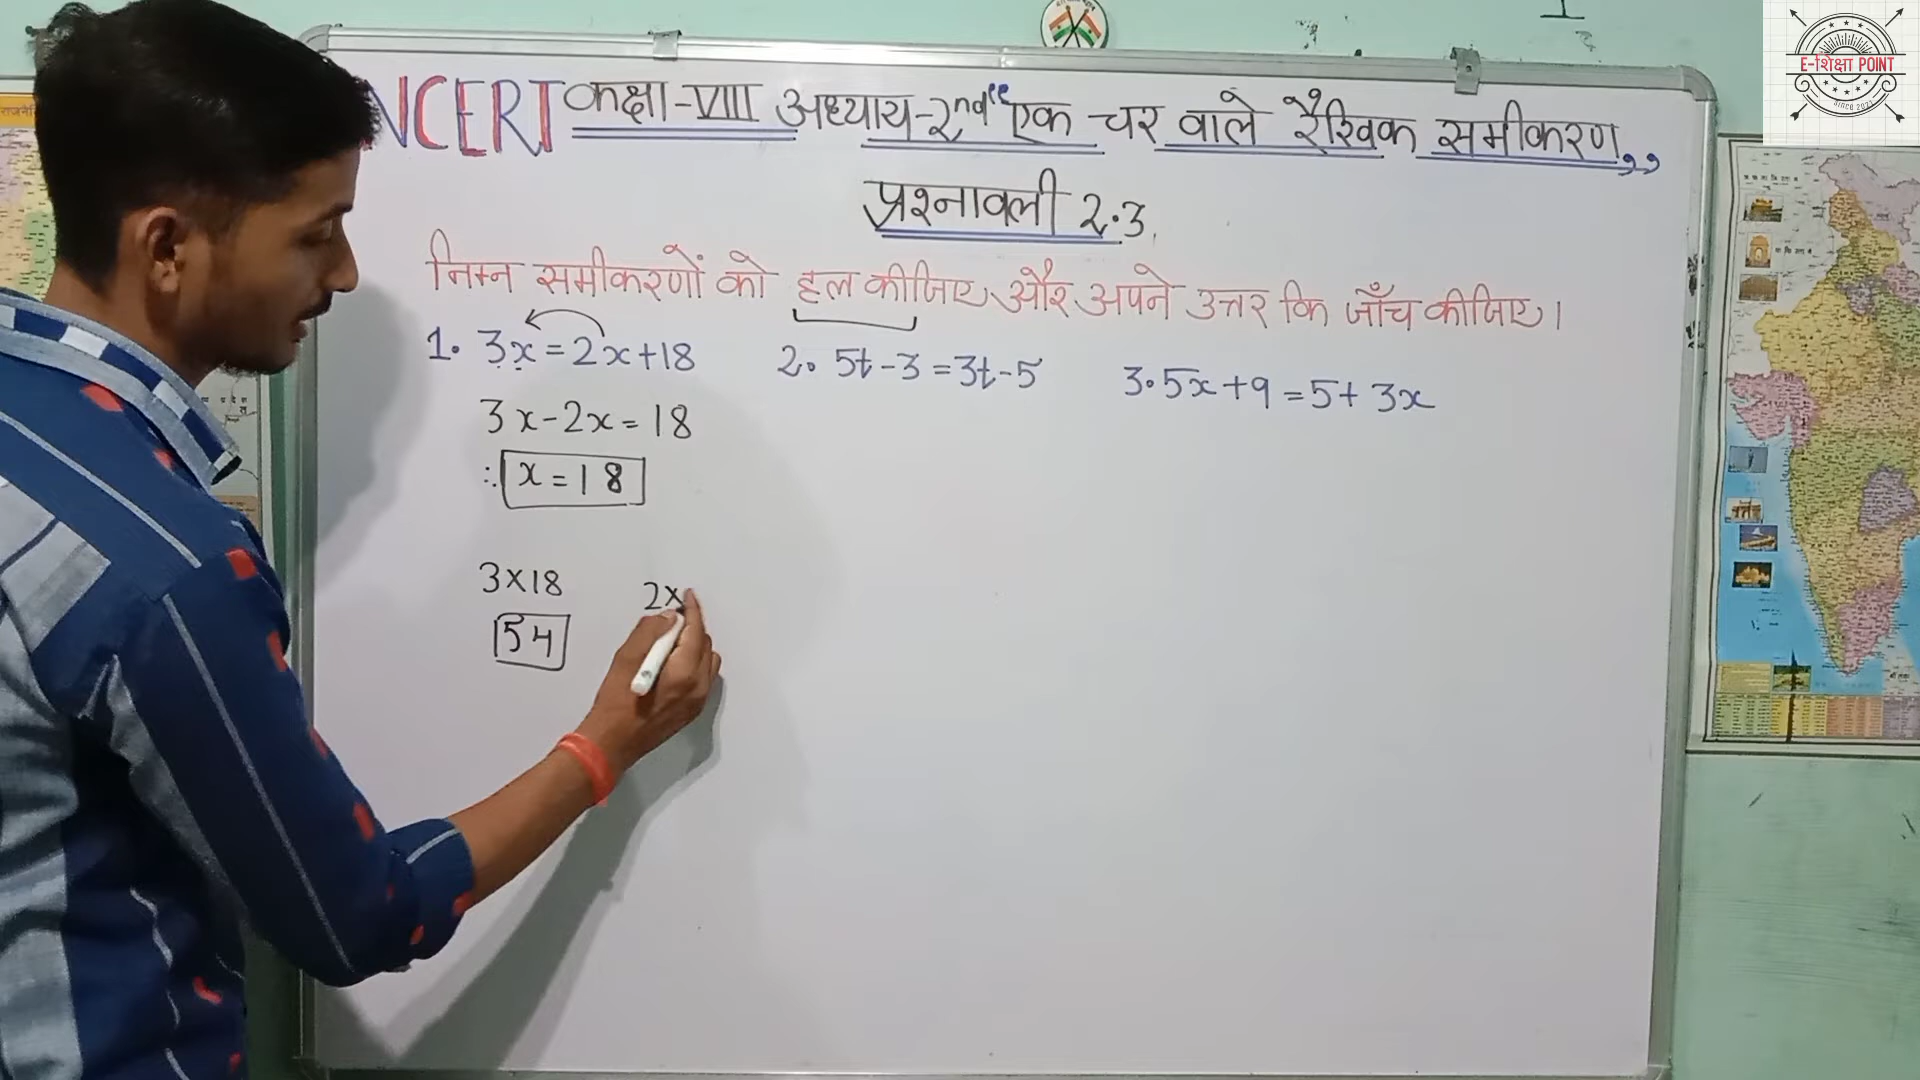 NCERT कक्षा-VIII अध्याय-2nd “एक चर वाले रैखिक समीकरण,,
प्रश्नावली 2.3
निम्न समीकरणों को हल कीजिए और अपने उत्तर कि जाँच कीजिए।
1. 3x=2x+18
2. 5t-3=3t-5
3. 5x+9=5+3x
3x-2x=18
∴ x=18
3x18
54
2x
E-शिक्षा POINT
SINCE 2021